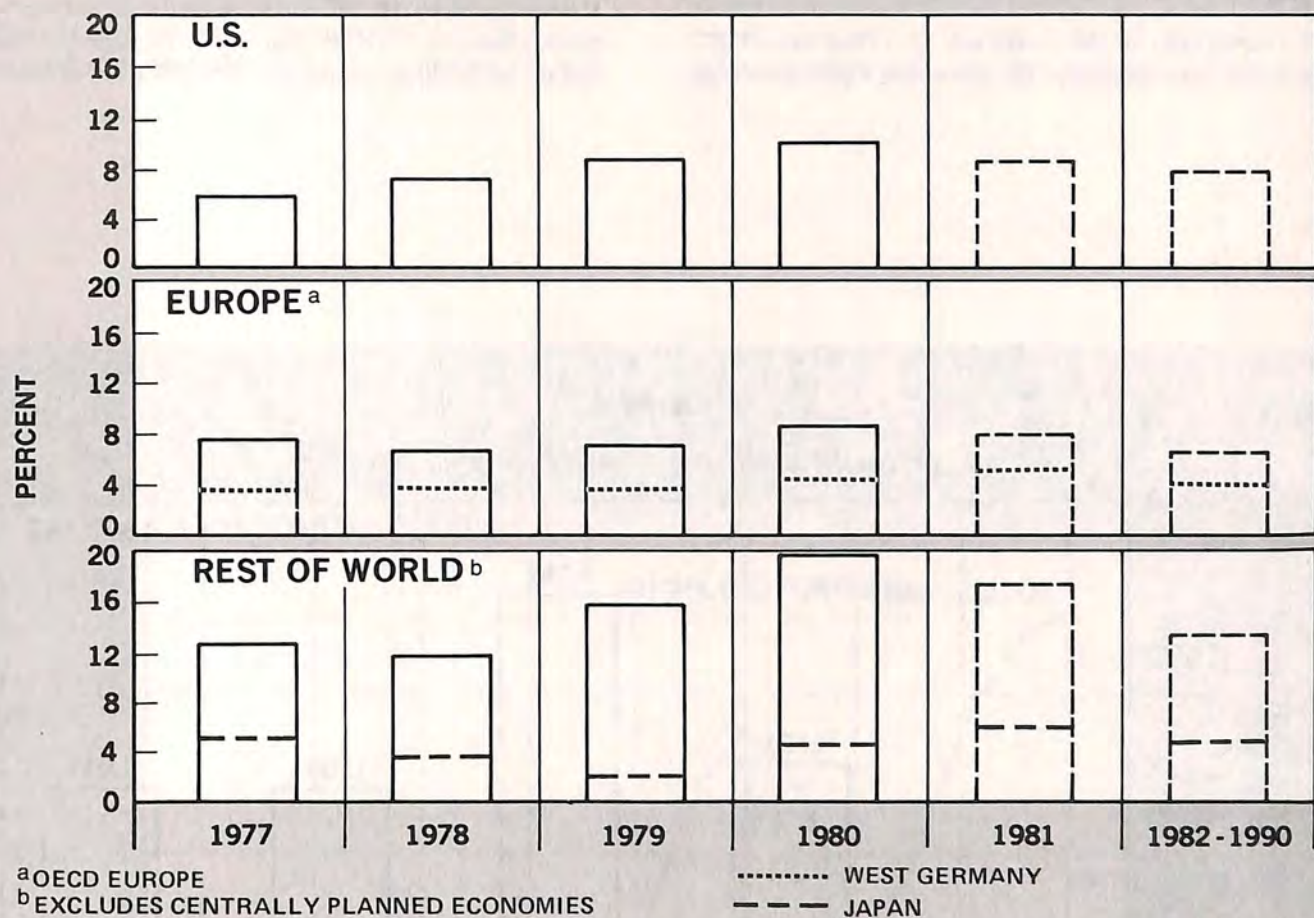 20
U.S.
16
12
8
4
0
20
EUROPE a
16
12
8
4
0
PERCENT
20
REST OF WORLD b
16
12
8
4
0
1977 1978 1979 1980 1981 1982 - 1990
a OECD EUROPE
b EXCLUDES CENTRALLY PLANNED ECONOMIES
WEST GERMANY
JAPAN